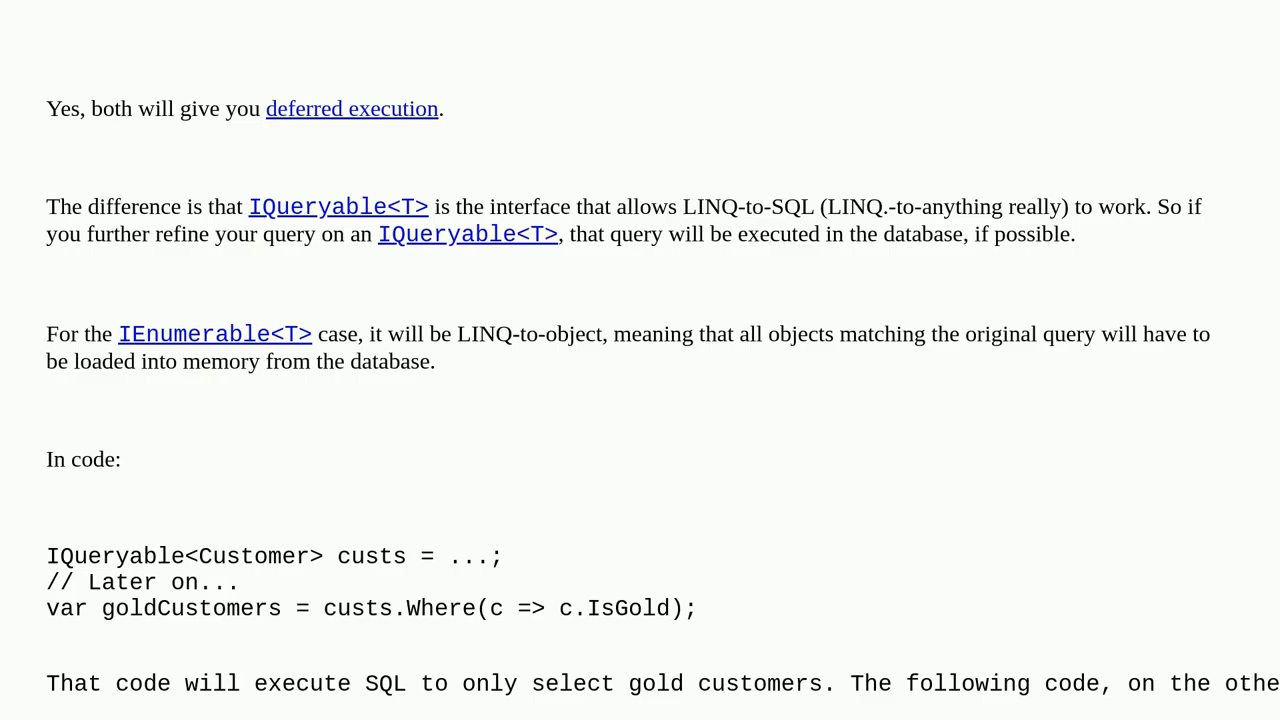 Yes, both will give you deferred execution.
The difference is that IQueryable<T> is the interface that allows LINQ-to-SQL (LINQ.-to-anything really) to work. So if
you further refine your query on an IQueryable<T>, that query will be executed in the database, if possible.
For the IEnumerable<T> case, it will be LINQ-to-object, meaning that all objects matching the original query will have to
be loaded into memory from the database.
In code:
IQueryable<Customer> custs = ...;
// Later on...
var goldCustomers = custs.Where(c => c.IsGold);
That code will execute SQL to only select gold customers. The following code, on the othe